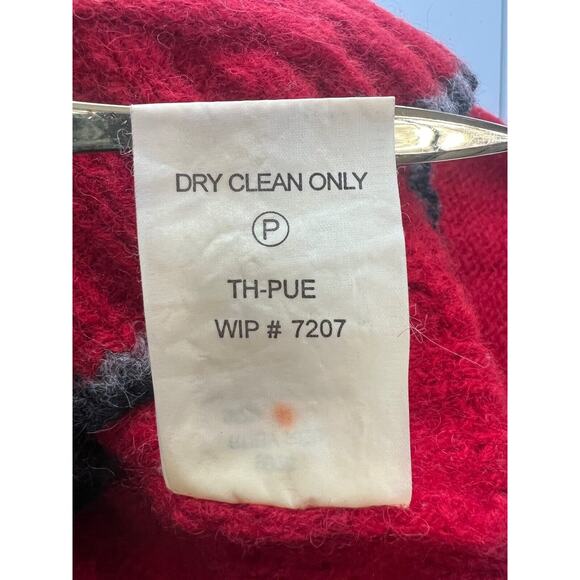 DRY CLEAN ONLY
P
TH-PUE
WIP # 7207